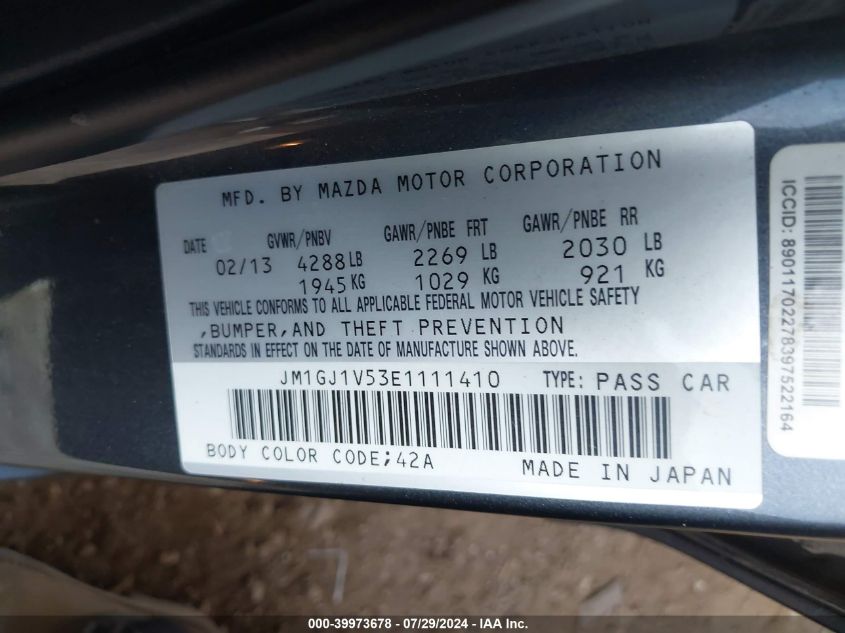 MFD. BY MAZDA MOTOR CORPORATION
DATE GVWR/PNBV GAWR/PNBE FRT GAWR/PNBE RR
02/13 4288 LB 2269 LB 2030 LB
1945 KG 1029 KG 921 KG
THIS VEHICLE CONFORMS TO ALL APPLICABLE FEDERAL MOTOR VEHICLE SAFETY
,BUMPER,AND THEFT PREVENTION
STANDARDS IN EFFECT ON THE DATE OF MANUFACTURE SHOWN ABOVE.
JM1GJ1V53E1111410 TYPE: PASS CAR
BODY COLOR CODE;42A MADE IN JAPAN
ICCID: 89011702278397522164
000-39973678 - 07/29/2024 - IAA Inc.